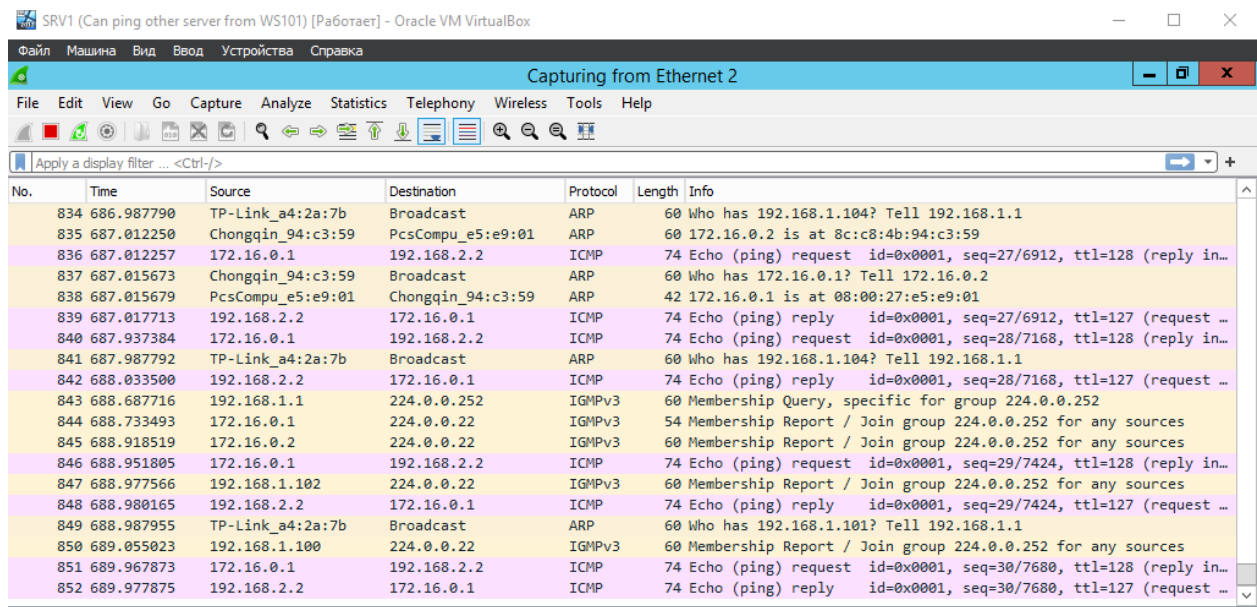 SRV1 (Can ping other server from WS101) [Работает] - Oracle VM VirtualBox
Файл Машина Вид Ввод Устройства Справка
Capturing from Ethernet 2
File Edit View Go Capture Analyze Statistics Telephony Wireless Tools Help
Apply a display filter ... <Ctrl-/>
No. Time Source Destination Protocol Length Info
834 686.987790 TP-Link_a4:2a:7b Broadcast ARP 60 Who has 192.168.1.104? Tell 192.168.1.1
835 687.012250 Chongqin_94:c3:59 PcsCompu_e5:e9:01 ARP 60 172.16.0.2 is at 8c:c8:4b:94:c3:59
836 687.012257 172.16.0.1 192.168.2.2 ICMP 74 Echo (ping) request id=0x0001, seq=27/6912, ttl=128 (reply in…
837 687.015673 Chongqin_94:c3:59 Broadcast ARP 60 Who has 172.16.0.1? Tell 172.16.0.2
838 687.015679 PcsCompu_e5:e9:01 Chongqin_94:c3:59 ARP 42 172.16.0.1 is at 08:00:27:e5:e9:01
839 687.017713 192.168.2.2 172.16.0.1 ICMP 74 Echo (ping) reply id=0x0001, seq=27/6912, ttl=127 (request …
840 687.937384 172.16.0.1 192.168.2.2 ICMP 74 Echo (ping) request id=0x0001, seq=28/7168, ttl=128 (reply in…
841 687.987792 TP-Link_a4:2a:7b Broadcast ARP 60 Who has 192.168.1.104? Tell 192.168.1.1
842 688.033500 192.168.2.2 172.16.0.1 ICMP 74 Echo (ping) reply id=0x0001, seq=28/7168, ttl=127 (request …
843 688.687716 192.168.1.1 224.0.0.252 IGMPv3 60 Membership Query, specific for group 224.0.0.252
844 688.733493 172.16.0.1 224.0.0.22 IGMPv3 54 Membership Report / Join group 224.0.0.252 for any sources
845 688.918519 172.16.0.2 224.0.0.22 IGMPv3 60 Membership Report / Join group 224.0.0.252 for any sources
846 688.951805 172.16.0.1 192.168.2.2 ICMP 74 Echo (ping) request id=0x0001, seq=29/7424, ttl=128 (reply in…
847 688.977566 192.168.1.102 224.0.0.22 IGMPv3 60 Membership Report / Join group 224.0.0.252 for any sources
848 688.980165 192.168.2.2 172.16.0.1 ICMP 74 Echo (ping) reply id=0x0001, seq=29/7424, ttl=127 (request …
849 688.987955 TP-Link_a4:2a:7b Broadcast ARP 60 Who has 192.168.1.101? Tell 192.168.1.1
850 689.055023 192.168.1.100 224.0.0.22 IGMPv3 60 Membership Report / Join group 224.0.0.252 for any sources
851 689.967873 172.16.0.1 192.168.2.2 ICMP 74 Echo (ping) request id=0x0001, seq=30/7680, ttl=128 (reply in…
852 689.977875 192.168.2.2 172.16.0.1 ICMP 74 Echo (ping) reply id=0x0001, seq=30/7680, ttl=127 (request …